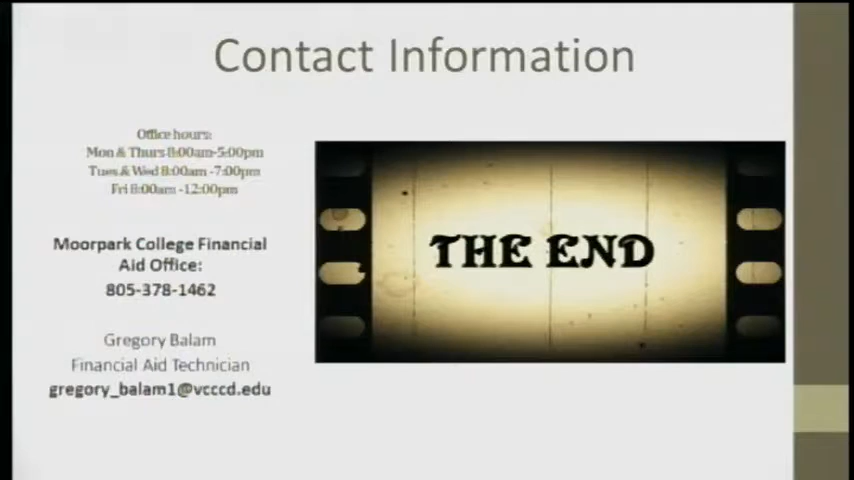 Contact Information
Office hours:
Mon & Thurs 8:00am-5:00pm
Tues & Wed 8:00am -7:00pm
Fri 8:00am -12:00pm
Moorpark College Financial
Aid Office:
805-378-1462
Gregory Balam
Financial Aid Technician
gregory_balam1@vcccd.edu
THE END